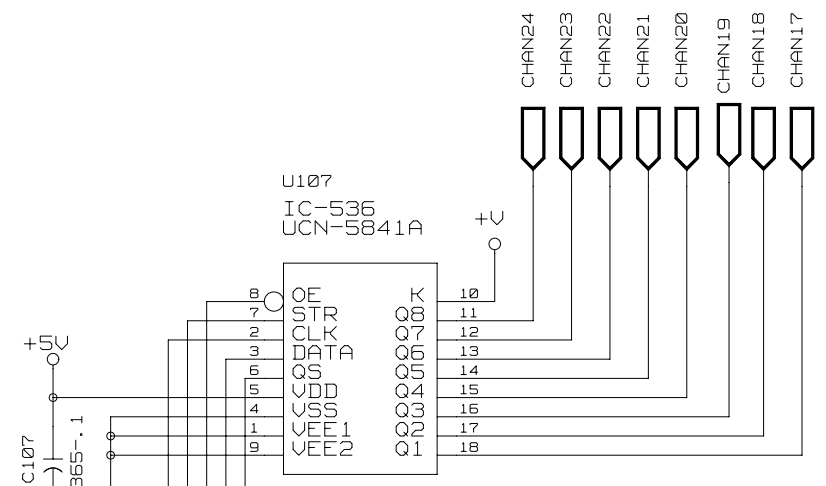 CHAN24
CHAN23
CHAN22
CHAN21
CHAN20
CHAN19
CHAN18
CHAN17
U107
IC-536
UCN-5841A
+V
8 OE K 10
7 STR Q8 11
2 CLK Q7 12
3 DATA Q6 13
6 QS Q5 14
5 VDD Q4 15
4 VSS Q3 16
1 VEE1 Q2 17
9 VEE2 Q1 18
+5V
C107
365-.1